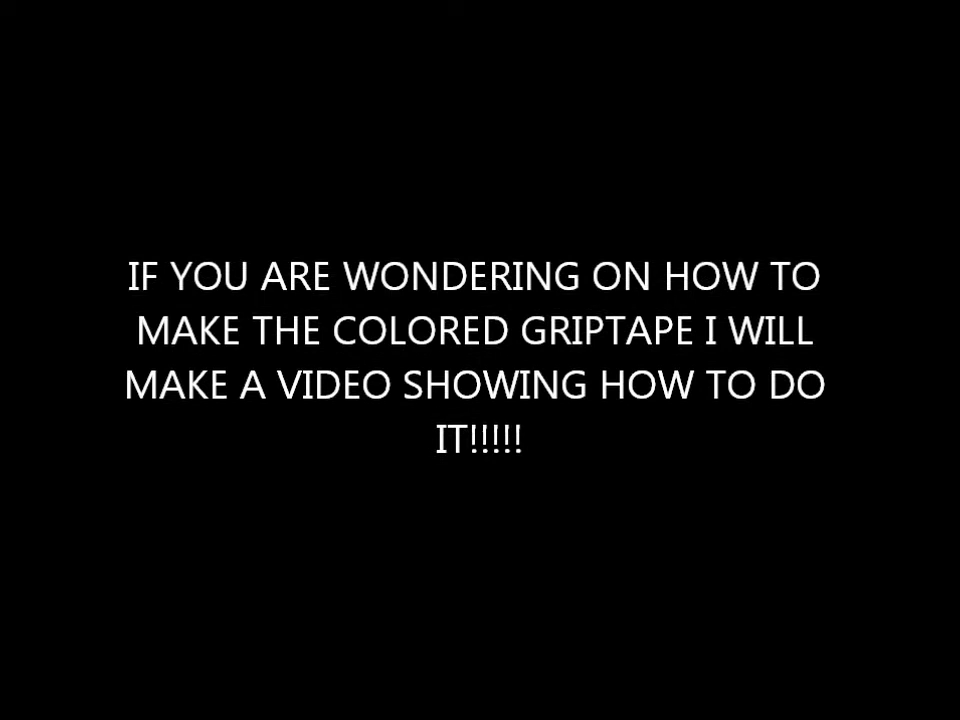 IF YOU ARE WONDERING ON HOW TO
MAKE THE COLORED GRIPTAPE I WILL
MAKE A VIDEO SHOWING HOW TO DO
IT!!!!!